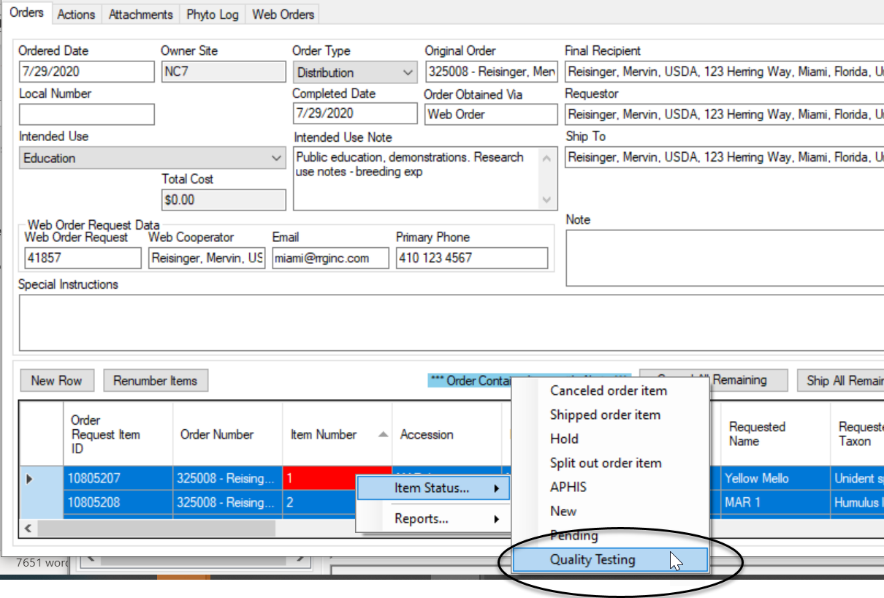 Orders Actions Attachments Phyto Log Web Orders
Ordered Date Owner Site Order Type Original Order Final Recipient
7/29/2020 NC7 Distribution 325008 - Reisinger, Mer Reisinger, Mervin, USDA, 123 Herring Way, Miami, Florida,
Local Number Completed Date Order Obtained Via Requestor
7/29/2020 Web Order Reisinger, Mervin, USDA, 123 Herring Way, Miami, Florida,
Intended Use Intended Use Note Ship To
Education Public education, demonstrations. Research Reisinger, Mervin, USDA, 123 Herring Way, Miami, Florida,
use notes - breeding exp
Total Cost
$0.00
Note
Web Order Request Data
Web Order Request Web Cooperator Email Primary Phone
41857 Reisinger, Mervin, US miami@rrginc.com 410 123 4567
Special Instructions
New Row Renumber Items *** Order Contai Remaining Ship All Remain
Canceled order item
Shipped order item
Hold
Split out order item
APHIS
New
Pending
Quality Testing
Order
Request Item
ID
Order Number Item Number Accession
Requested
Name
Requeste
Taxon
10805207 325008 - Reising... 1 Yellow Mello Unident s
10805208 325008 - Reising... 2 MAR 1 Humulus
Item Status...
Reports...
7651 word